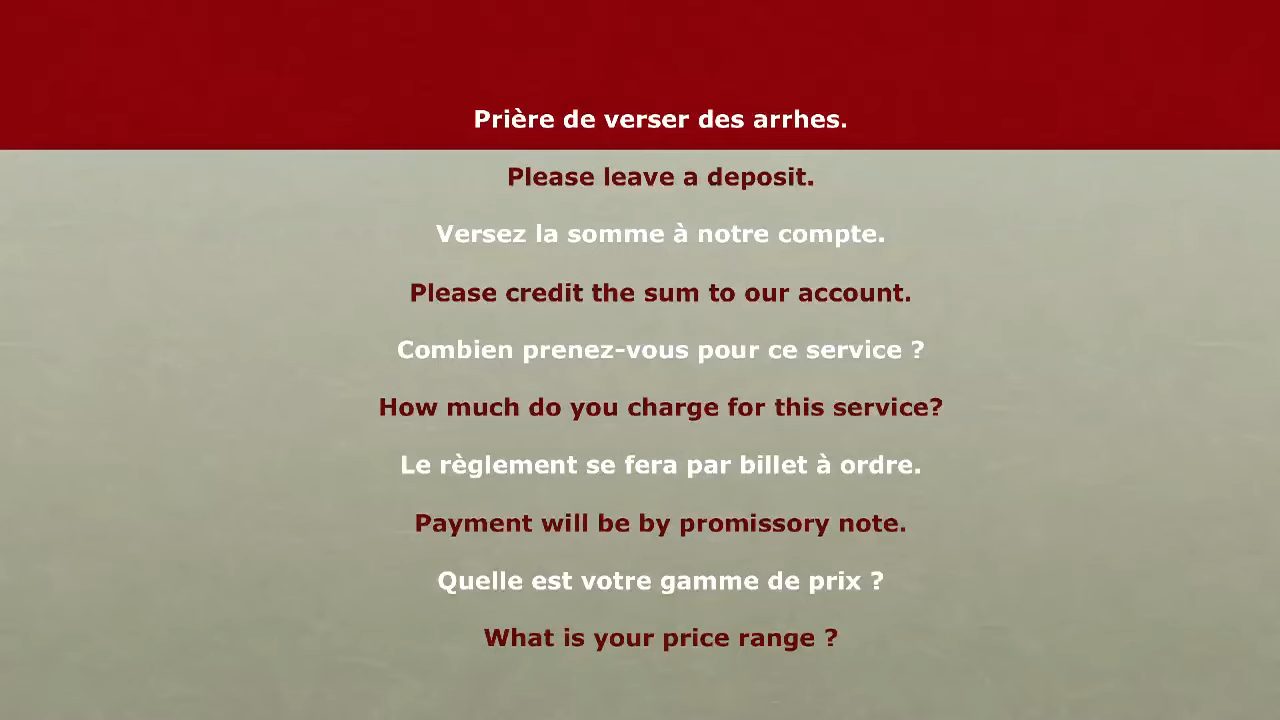 Prière de verser des arrhes.
Please leave a deposit.
Versez la somme à notre compte.
Please credit the sum to our account.
Combien prenez-vous pour ce service ?
How much do you charge for this service?
Le règlement se fera par billet à ordre.
Payment will be by promissory note.
Quelle est votre gamme de prix ?
What is your price range ?